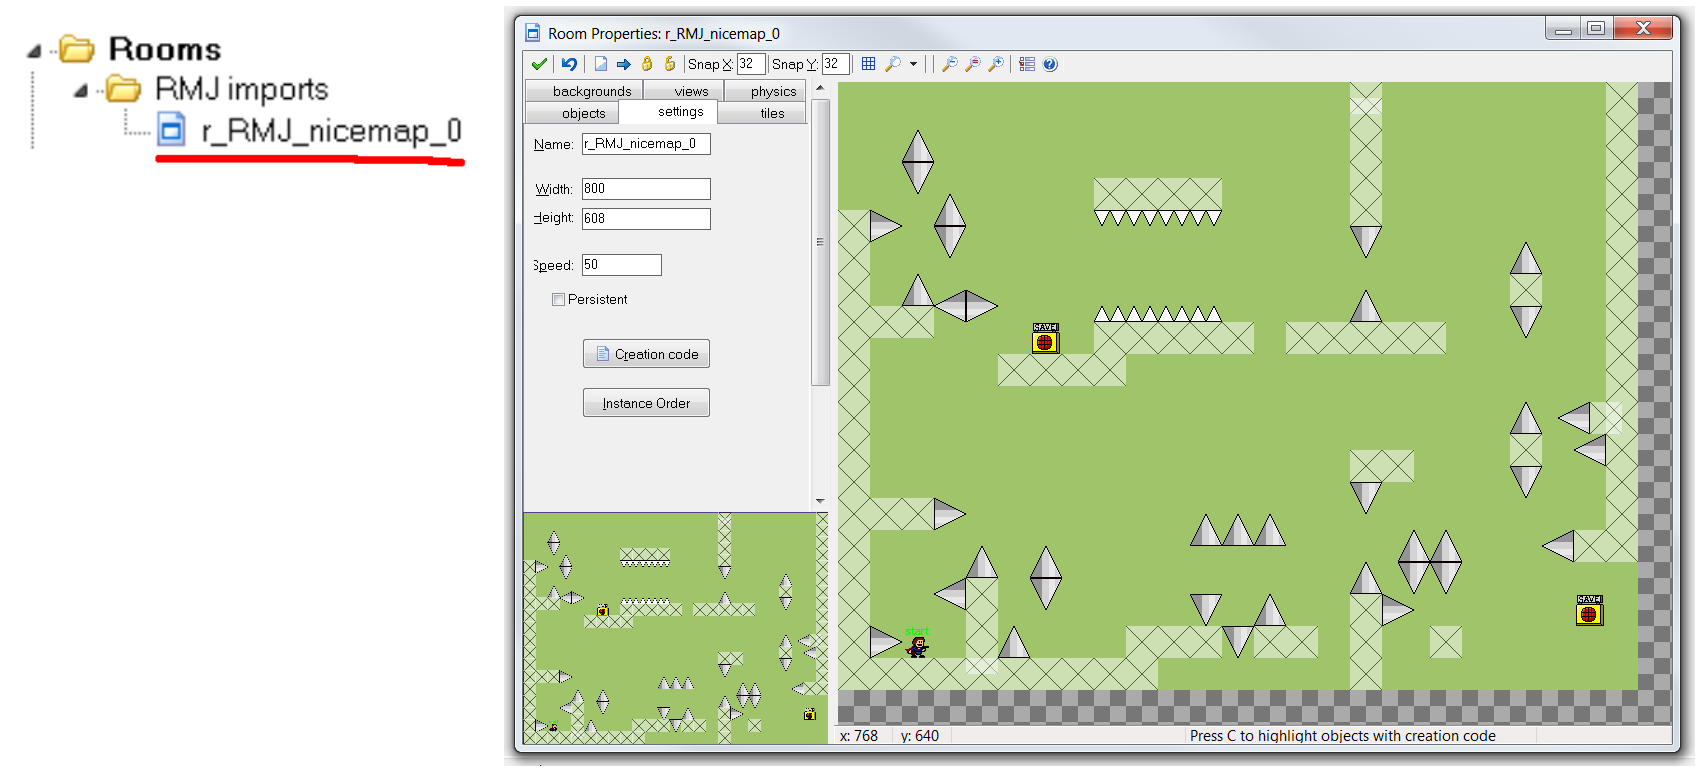 Rooms
RMJ imports
r_RMJ_nicemap_0
Room Properties: r_RMJ_nicemap_0
Snap X: 32 Snap Y: 32
backgrounds views physics
objects settings tiles
Name: r_RMJ_nicemap_0
Width: 800
Height: 608
Speed: 50
Persistent
Creation code
Instance Order
SAVE
SAVE
start
x: 768 y: 640 Press C to highlight objects with creation code